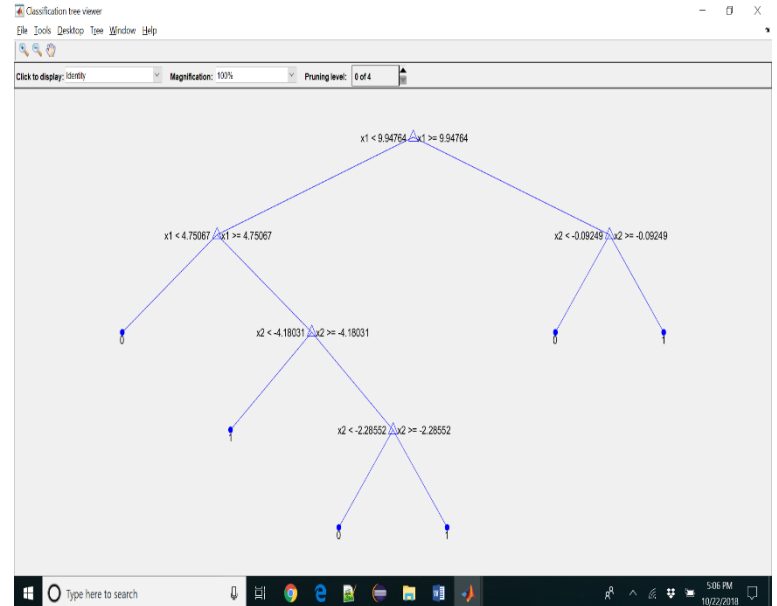 Classification tree viewer
File Tools Desktop Tree Window Help
Click to display: Identity Magnification: 100% Pruning level: 0 of 4
x1 < 9.94764 x1 >= 9.94764
x1 < 4.75067 x1 >= 4.75067 x2 < -0.09249 x2 >= -0.09249
0 x2 < -4.18031 x2 >= -4.18031 0 1
1 x2 < -2.28552 x2 >= -2.28552
0 1
Type here to search 5:06 PM
10/22/2018